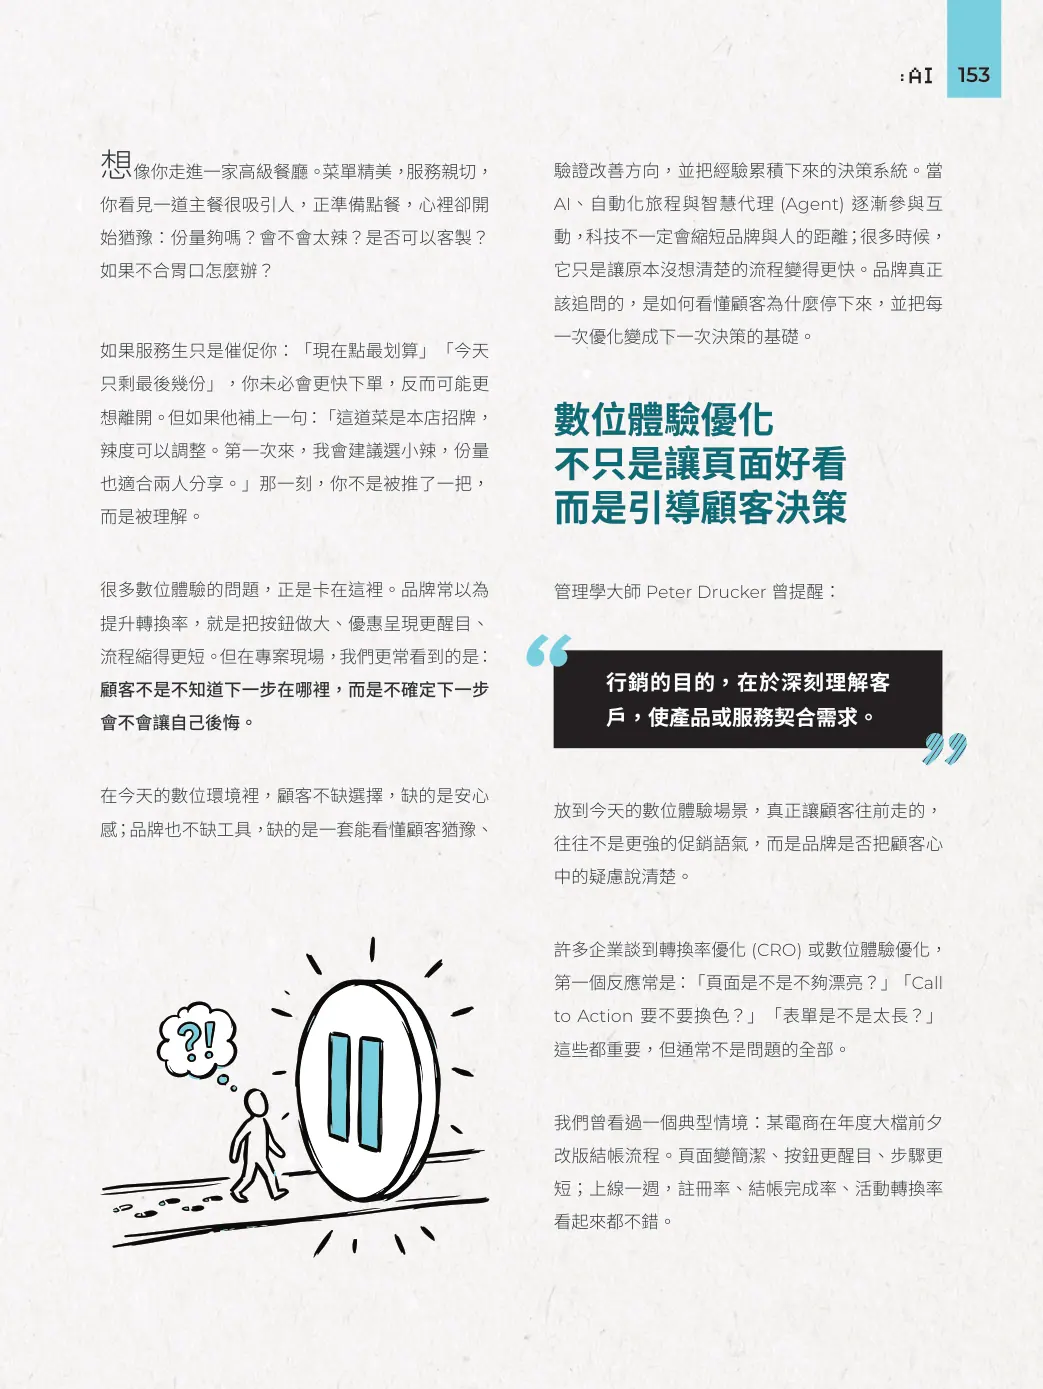 :AI 153
想像你走進一家高級餐廳。菜單精美，服務親切，
你看見一道主餐很吸引人，正準備點餐，心裡卻開
始猶豫：份量夠嗎？會不會太辣？是否可以客製？
如果不合胃口怎麼辦？
如果服務生只是催促你：「現在點最划算」「今天
只剩最後幾份」，你未必會更快下單，反而可能更
想離開。但如果他補上一句：「這道菜是本店招牌，
辣度可以調整。第一次來，我會建議選小辣，份量
也適合兩人分享。」那一刻，你不是被推了一把，
而是被理解。
很多數位體驗的問題，正是卡在這裡。品牌常以為
提升轉換率，就是把按鈕做大、優惠呈現更醒目、
流程縮得更短。但在專案現場，我們更常看到的是：
顧客不是不知道下一步在哪裡，而是不確定下一步
會不會讓自己後悔。
在今天的數位環境裡，顧客不缺選擇，缺的是安心
感；品牌也不缺工具，缺的是一套能看懂顧客猶豫、
?!
驗證改善方向，並把經驗累積下來的決策系統。當
AI、自動化旅程與智慧代理 (Agent) 逐漸參與互
動，科技不一定會縮短品牌與人的距離；很多時候，
它只是讓原本沒想清楚的流程變得更快。品牌真正
該追問的，是如何看懂顧客為什麼停下來，並把每
一次優化變成下一次決策的基礎。
數位體驗優化
不只是讓頁面好看
而是引導顧客決策
管理學大師 Peter Drucker 曾提醒：
“行銷的目的，在於深刻理解客
戶，使產品或服務契合需求。”
放到今天的數位體驗場景，真正讓顧客往前走的，
往往不是更強的促銷語氣，而是品牌是否把顧客心
中的疑慮說清楚。
許多企業談到轉換率優化 (CRO) 或數位體驗優化，
第一個反應常是：「頁面是不是不夠漂亮？」「Call
to Action 要不要換色？」「表單是不是太長？」
這些都重要，但通常不是問題的全部。
我們曾看過一個典型情境：某電商在年度大檔前夕
改版結帳流程。頁面變簡潔、按鈕更醒目、步驟更
短；上線一週，註冊率、結帳完成率、活動轉換率
看起來都不錯。